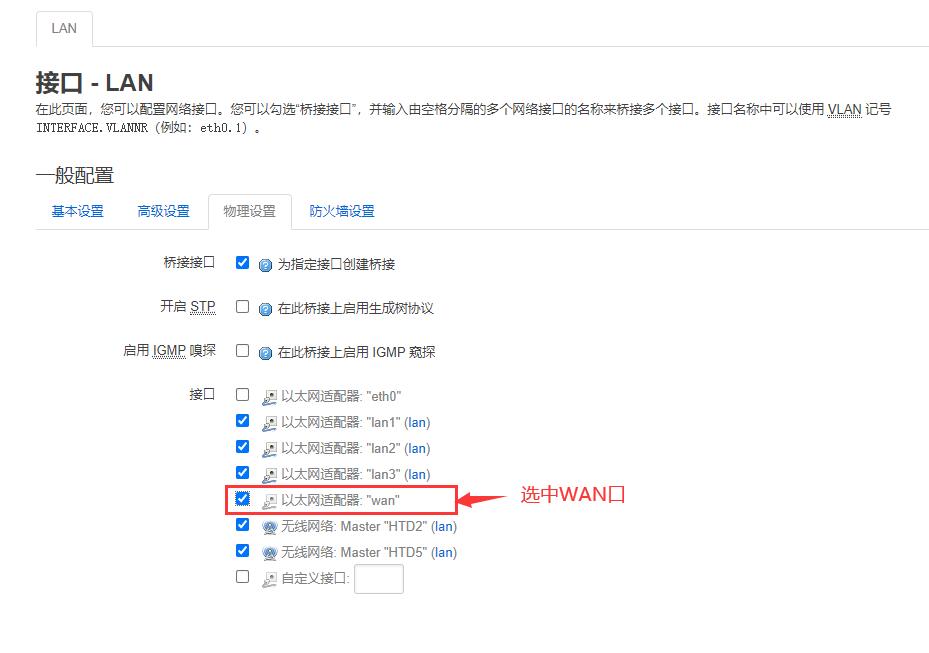 LAN
接口 - LAN
在此页面，您可以配置网络接口。您可以勾选“桥接接口”，并输入由空格分隔的多个网络接口的名称来桥接多个接口。接口名称中可以使用 VLAN 记号
INTERFACE.VLANNR（例如：eth0.1）。
一般配置
基本设置 高级设置 物理设置 防火墙设置
桥接接口 为指定接口创建桥接
开启 STP 在此桥接上启用生成树协议
启用 IGMP 嗅探 在此桥接上启用 IGMP 窥探
接口 以太网适配器: "eth0"
以太网适配器: "lan1" (lan)
以太网适配器: "lan2" (lan)
以太网适配器: "lan3" (lan)
以太网适配器: "wan" 选中WAN口
无线网络: Master "HTD2" (lan)
无线网络: Master "HTD5" (lan)
自定义接口: